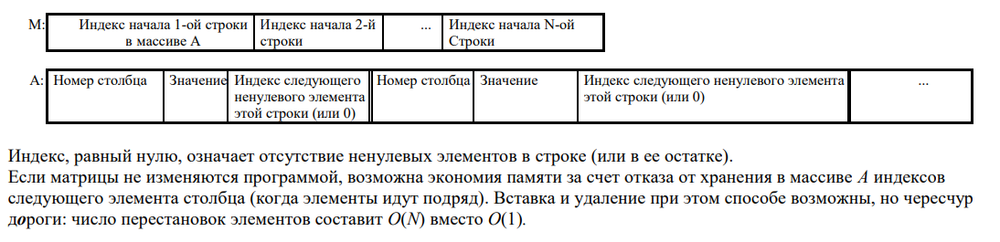 М: Индекс начала 1-ой строки в массиве А Индекс начала 2-й строки ... Индекс начала N-ой Строки
А: Номер столбца Значение Индекс следующего ненулевого элемента этой строки (или 0) Номер столбца Значение Индекс следующего ненулевого элемента этой строки (или 0) ...
Индекс, равный нулю, означает отсутствие ненулевых элементов в строке (или в ее остатке).
Если матрицы не изменяются программой, возможна экономия памяти за счет отказа от хранения в массиве А индексов
следующего элемента столбца (когда элементы идут подряд). Вставка и удаление при этом способе возможны, но чересчур
дороги: число перестановок элементов составит O(N) вместо O(1).